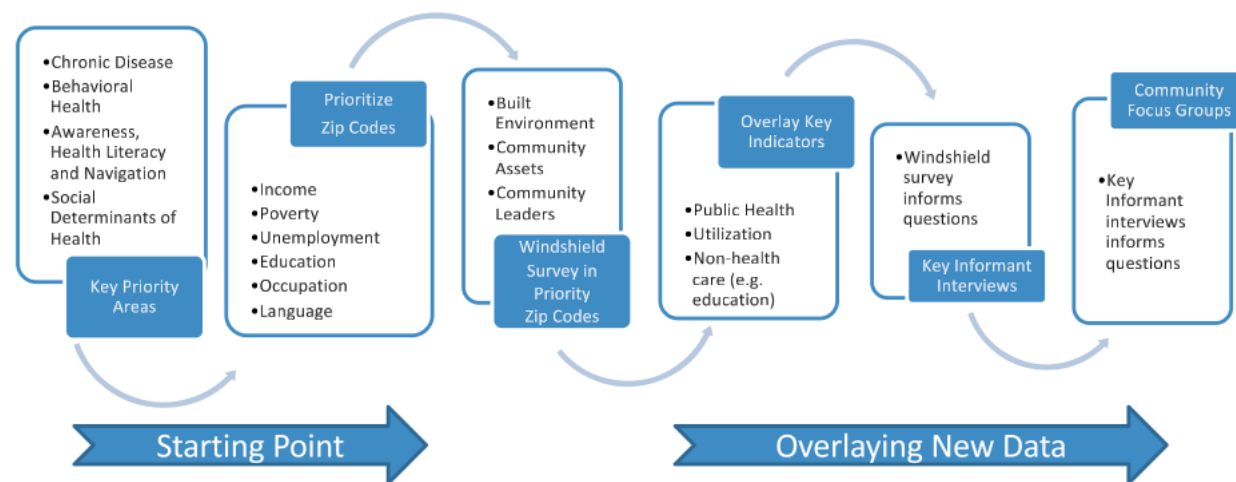 •Chronic Disease
•Behavioral
Health
•Awareness,
Health Literacy
and Navigation
•Social
Determinants of
Health
Key Priority
Areas
Prioritize
Zip Codes
•Income
•Poverty
•Unemployment
•Education
•Occupation
•Language
•Built
Environment
•Community
Assets
•Community
Leaders
Windshield
Survey in
Priority
Zip Codes
Overlay Key
Indicators
•Public Health
•Utilization
•Non-health
care (e.g.
education)
•Windshield
survey
informs
questions
Key Informant
Interviews
Community
Focus Groups
•Key
Informant
interviews
informs
questions
Starting Point
Overlaying New Data